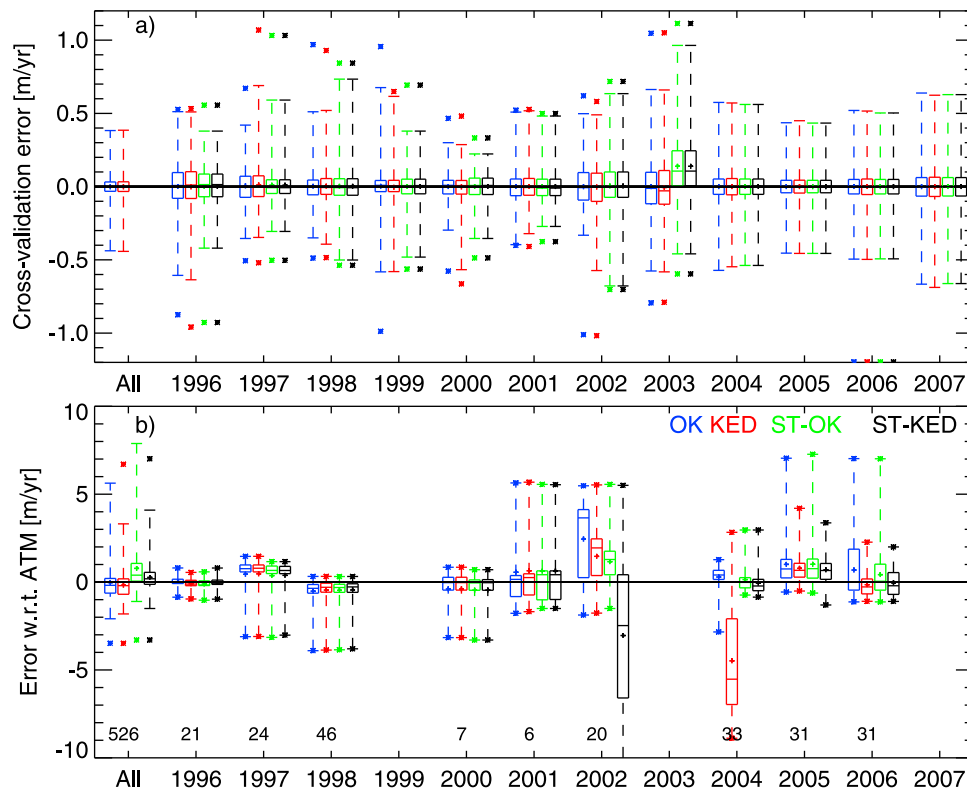 a)
Cross-validation error [m/yr]
1.0
0.5
0.0
-0.5
-1.0
All 1996 1997 1998 1999 2000 2001 2002 2003 2004 2005 2006 2007
b)
OK KED ST-OK ST-KED
Error w.r.t. ATM [m/yr]
10
5
0
-5
-10
526 21 24 46 7 6 20 33 31 31
All 1996 1997 1998 1999 2000 2001 2002 2003 2004 2005 2006 2007